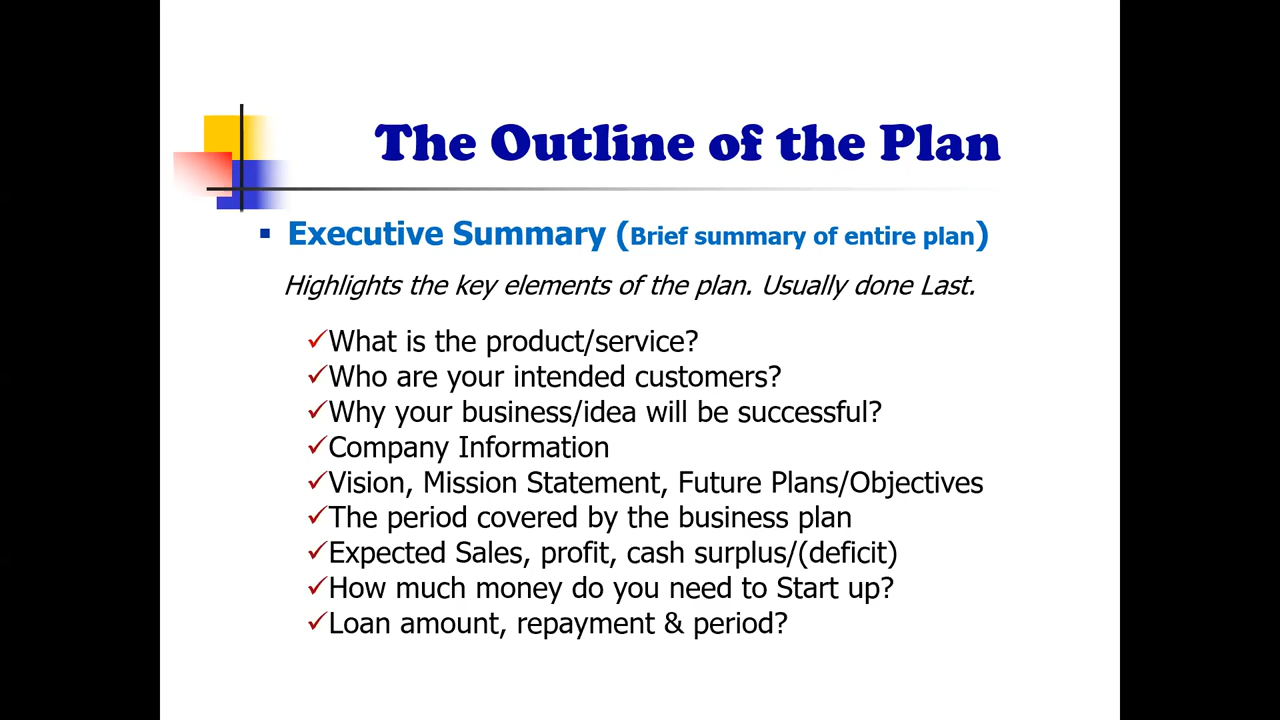 The Outline of the Plan
Executive Summary (Brief summary of entire plan)
Highlights the key elements of the plan. Usually done Last.
What is the product/service?
Who are your intended customers?
Why your business/idea will be successful?
Company Information
Vision, Mission Statement, Future Plans/Objectives
The period covered by the business plan
Expected Sales, profit, cash surplus/(deficit)
How much money do you need to Start up?
Loan amount, repayment & period?